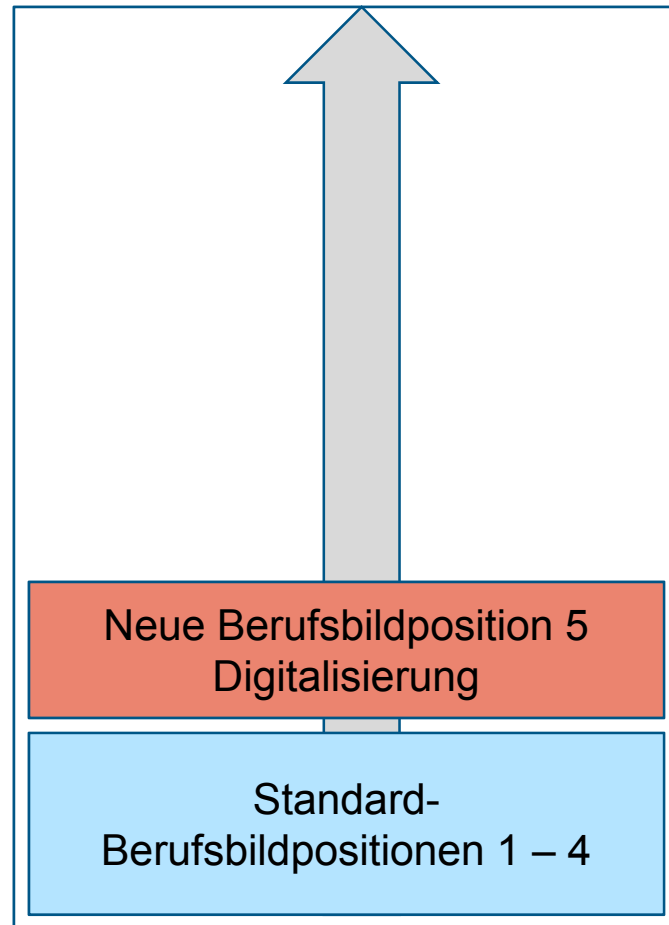 Neue Berufsbildposition 5
Digitalisierung
Standard-
Berufsbildpositionen 1 – 4